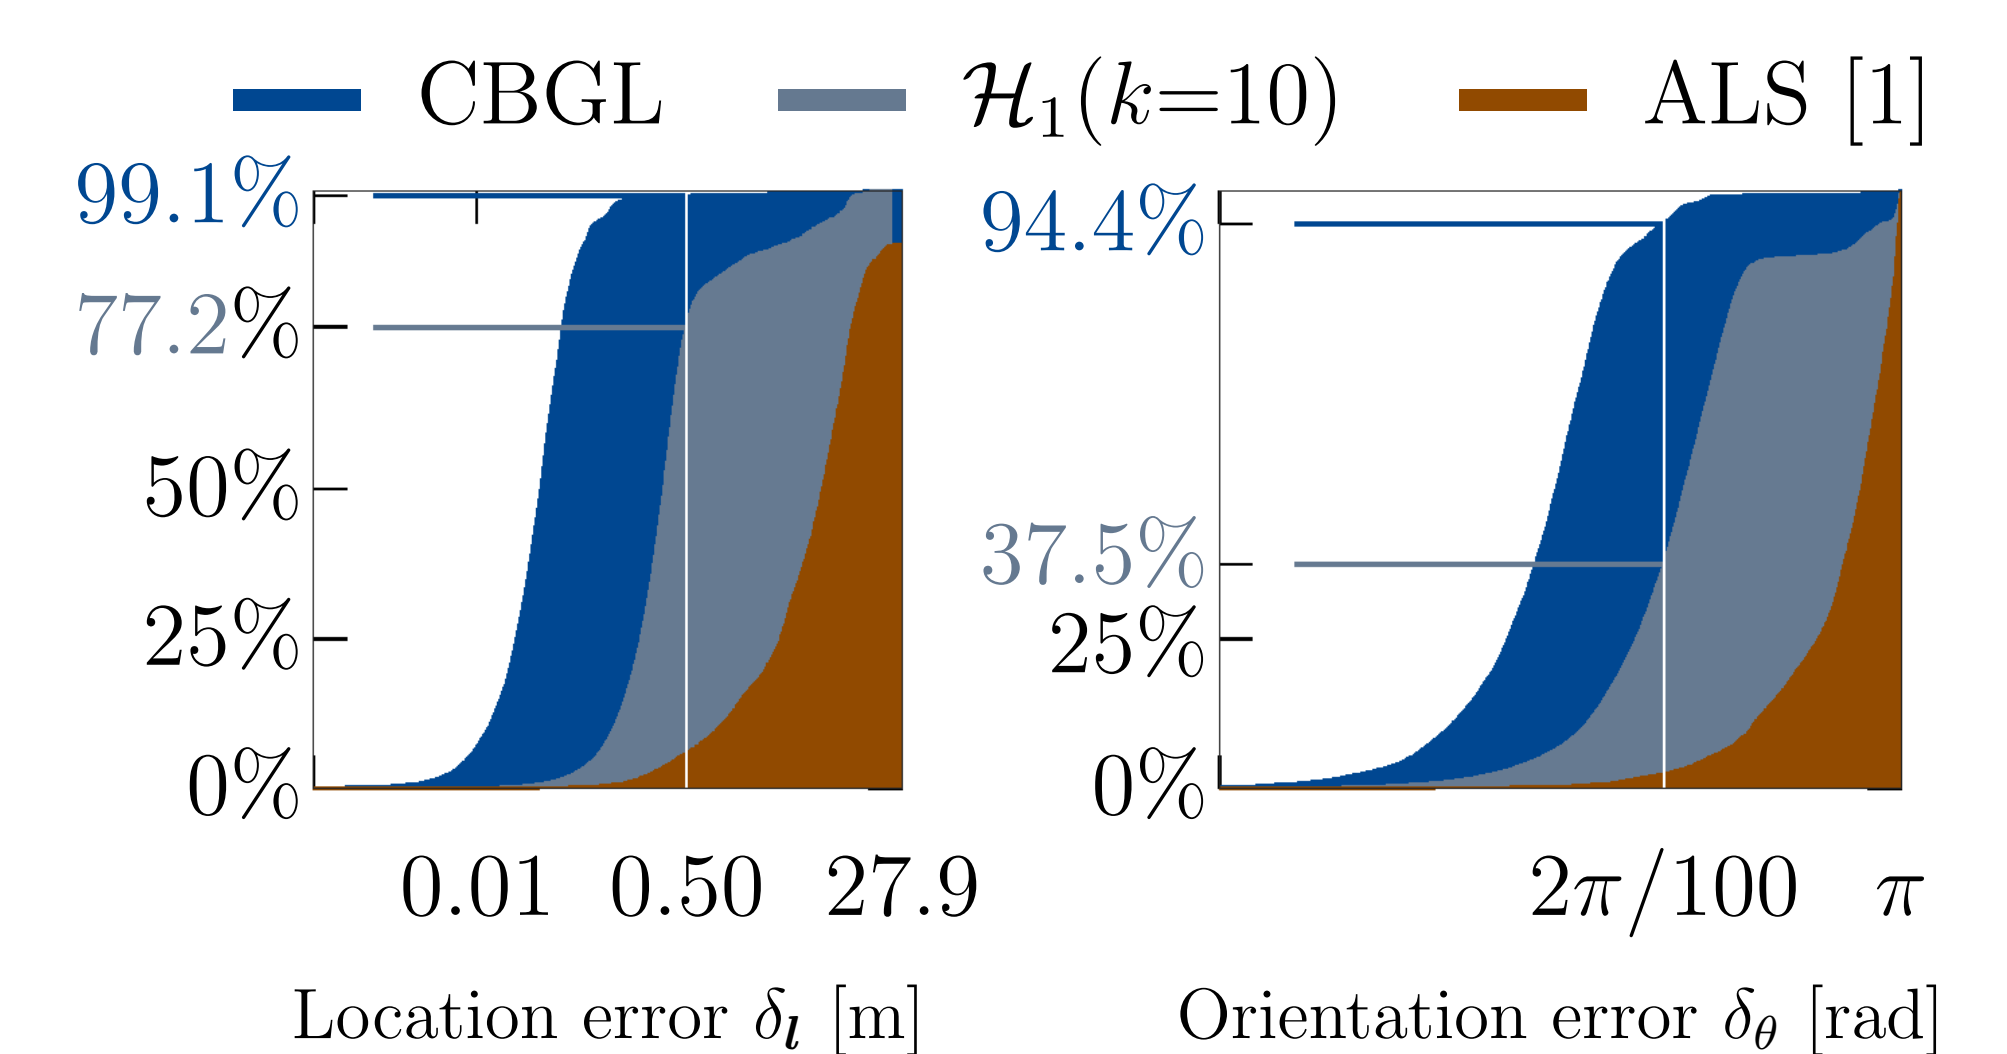 CBGL ℋ₁(k=10) ALS [1]
99.1%
77.2%
50%
25%
0%
0.01 0.50 27.9
Location error δ_l [m]
94.4%
37.5%
25%
0%
2π/100 π
Orientation error δ_θ [rad]